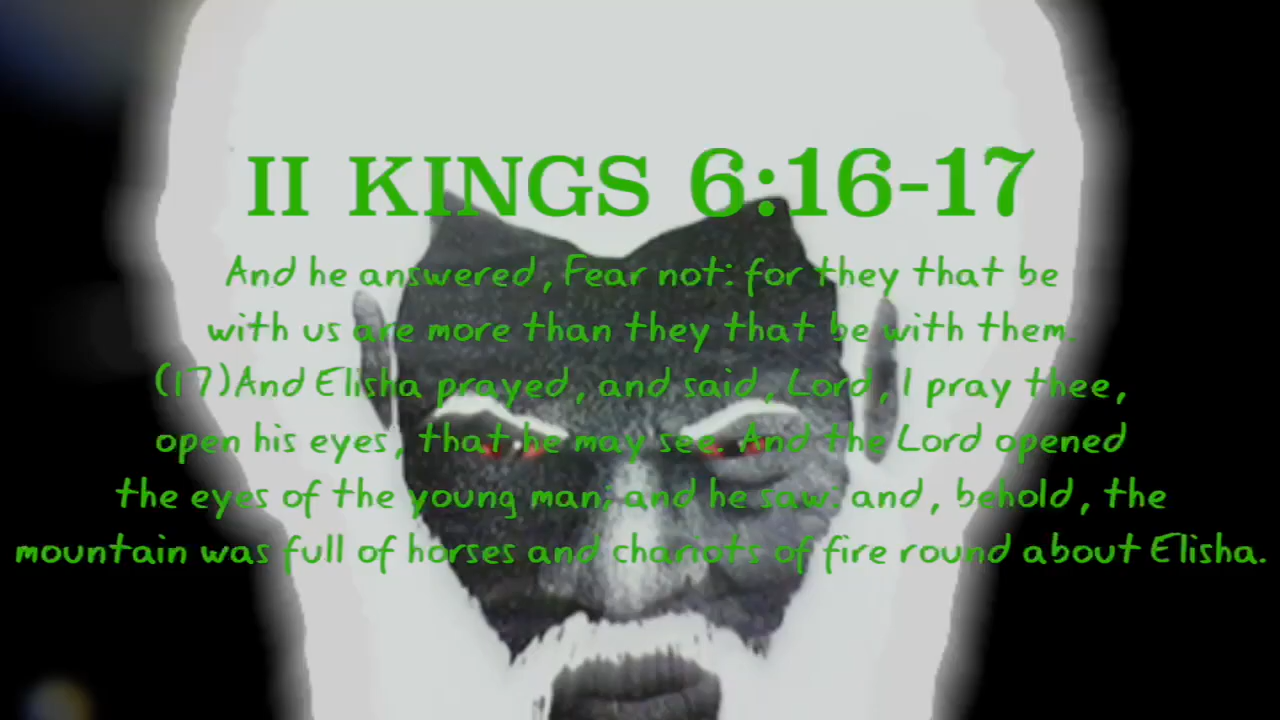 II KINGS 6:16-17
And he answered, Fear not: for they that be
with us are more than they that be with them.
(17)And Elisha prayed, and said, Lord, I pray thee,
open his eyes, that he may see. And the Lord opened
the eyes of the young man; and he saw: and, behold, the
mountain was full of horses and chariots of fire round about Elisha.